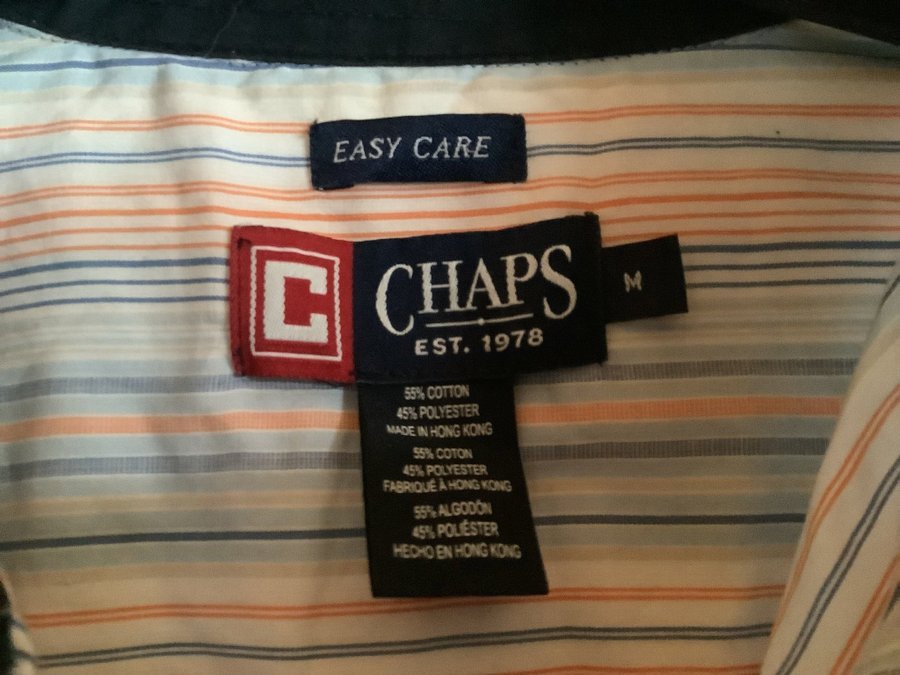 EASY CARE
C
CHAPS
EST. 1978
M
55% COTTON
45% POLYESTER
MADE IN HONG KONG
55% COTON
45% POLYESTER
FABRIQUÉ À HONG KONG
55% ALGODÓN
45% POLIÉSTER
HECHO EN HONG KONG